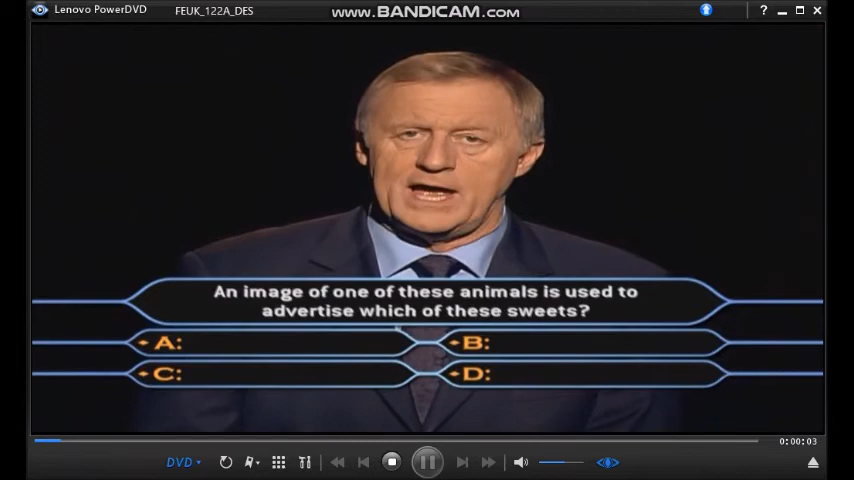 Lenovo PowerDVD
FEUK_122A_DES
WWW.BANDICAM.COM
An image of one of these animals is used to
advertise which of these sweets?
A:
B:
C:
D:
0:00:03
DVD